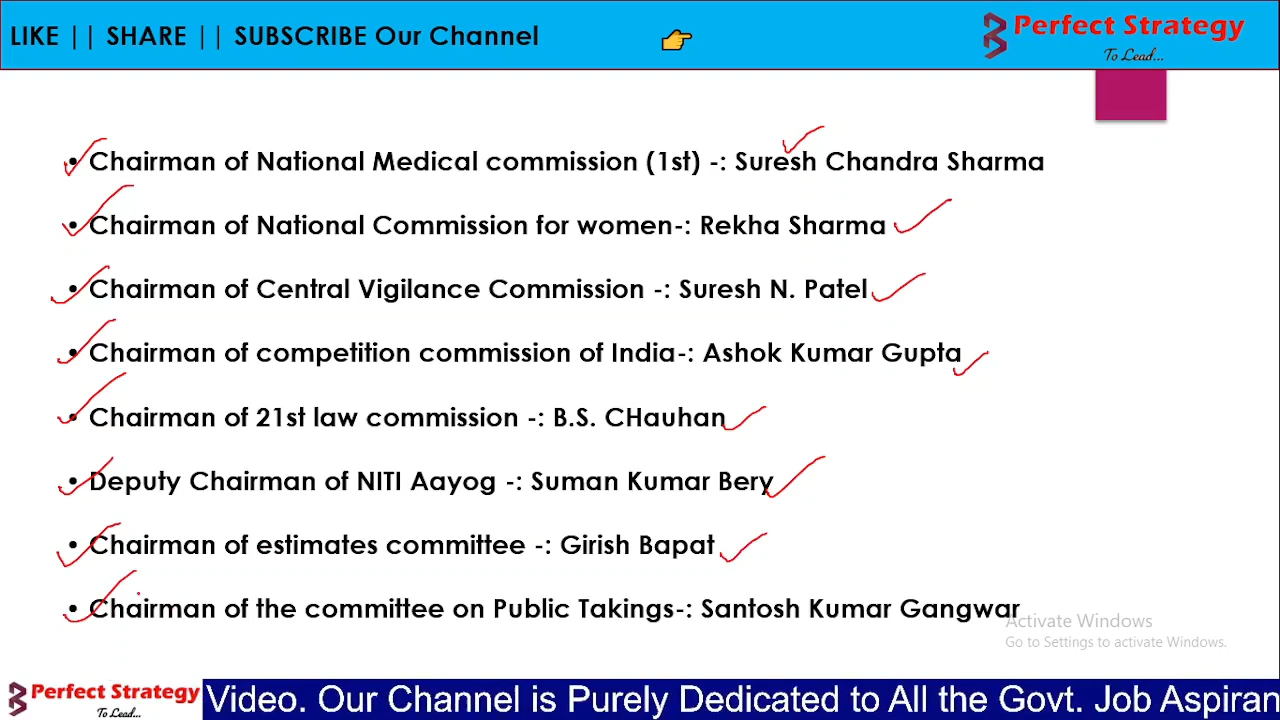 LIKE || SHARE || SUBSCRIBE Our Channel
Perfect Strategy
To Lead...
• Chairman of National Medical commission (1st) -: Suresh Chandra Sharma
• Chairman of National Commission for women-: Rekha Sharma
• Chairman of Central Vigilance Commission -: Suresh N. Patel
• Chairman of competition commission of India-: Ashok Kumar Gupta
• Chairman of 21st law commission -: B.S. CHauhan
• Deputy Chairman of NITI Aayog -: Suman Kumar Bery
• Chairman of estimates committee -: Girish Bapat
• Chairman of the committee on Public Takings-: Santosh Kumar Gangwar
Activate Windows
Go to Settings to activate Windows.
Perfect Strategy
To Lead...
Video. Our Channel is Purely Dedicated to All the Govt. Job Aspiran